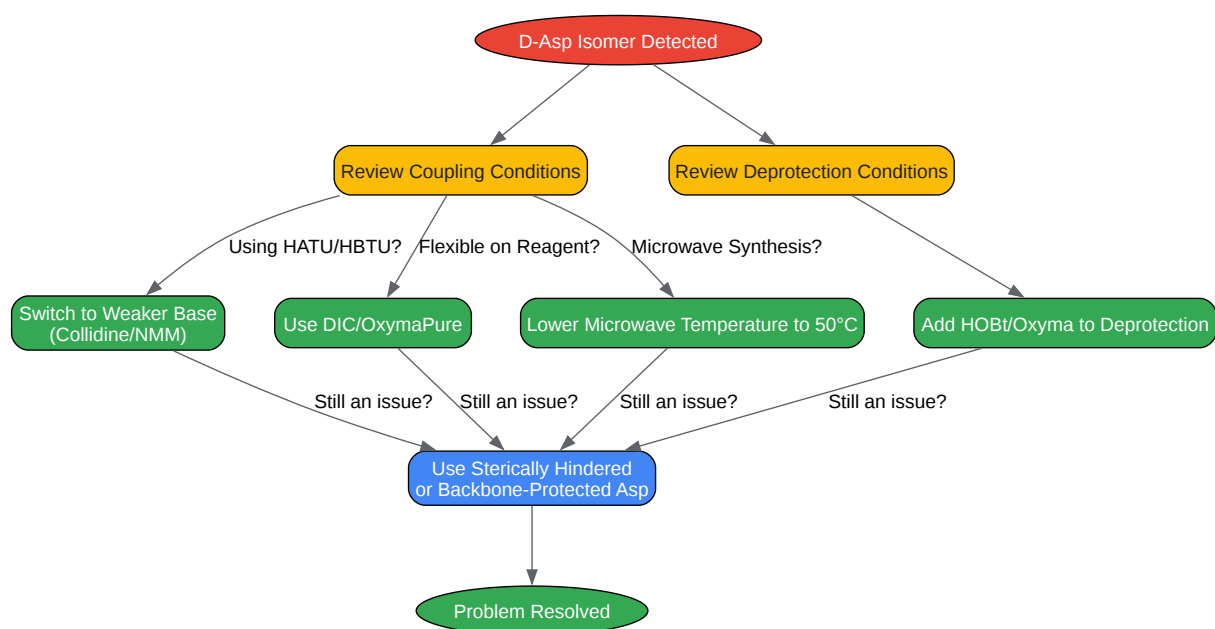 D-Asp Isomer Detected
Review Coupling Conditions
Review Deprotection Conditions
Using HATU/HBTU?
Flexible on Reagent?
Microwave Synthesis?
Switch to Weaker Base
(Collidine/NMM)
Use DIC/OxymaPure
Lower Microwave Temperature to 50°C
Add HOBt/Oxyma to Deprotection
Still an issue?
Still an issue?
Still an issue?
Still an issue?
Use Sterically Hindered
or Backbone-Protected Asp
Problem Resolved